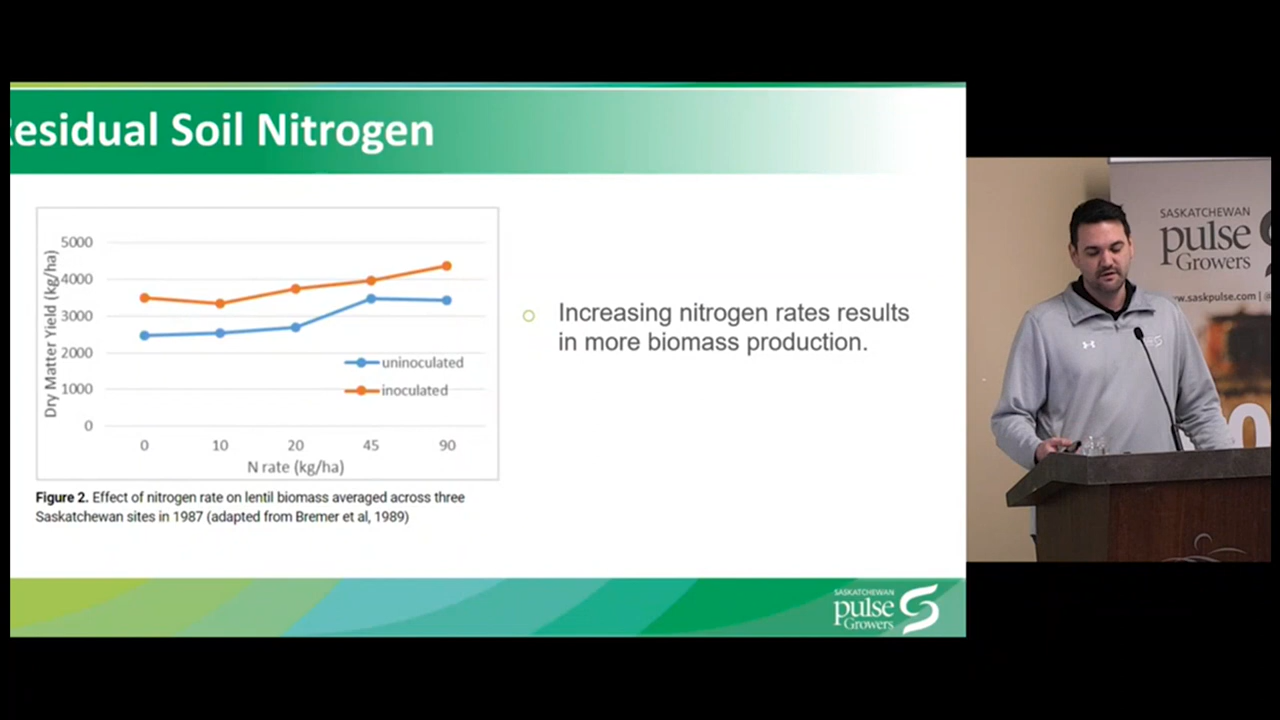 esidual Soil Nitrogen
5000
4000
3000
2000
1000
0
Dry Matter Yield (kg/ha)
uninoculated
inoculated
0 10 20 45 90
N rate (kg/ha)
Figure 2. Effect of nitrogen rate on lentil biomass averaged across three
Saskatchewan sites in 1987 (adapted from Bremer et al, 1989)
Increasing nitrogen rates results
in more biomass production.
SASKATCHEWAN
pulse
Growers
SASKATCHEWAN
pulse
Growers
www.saskpulse.com |